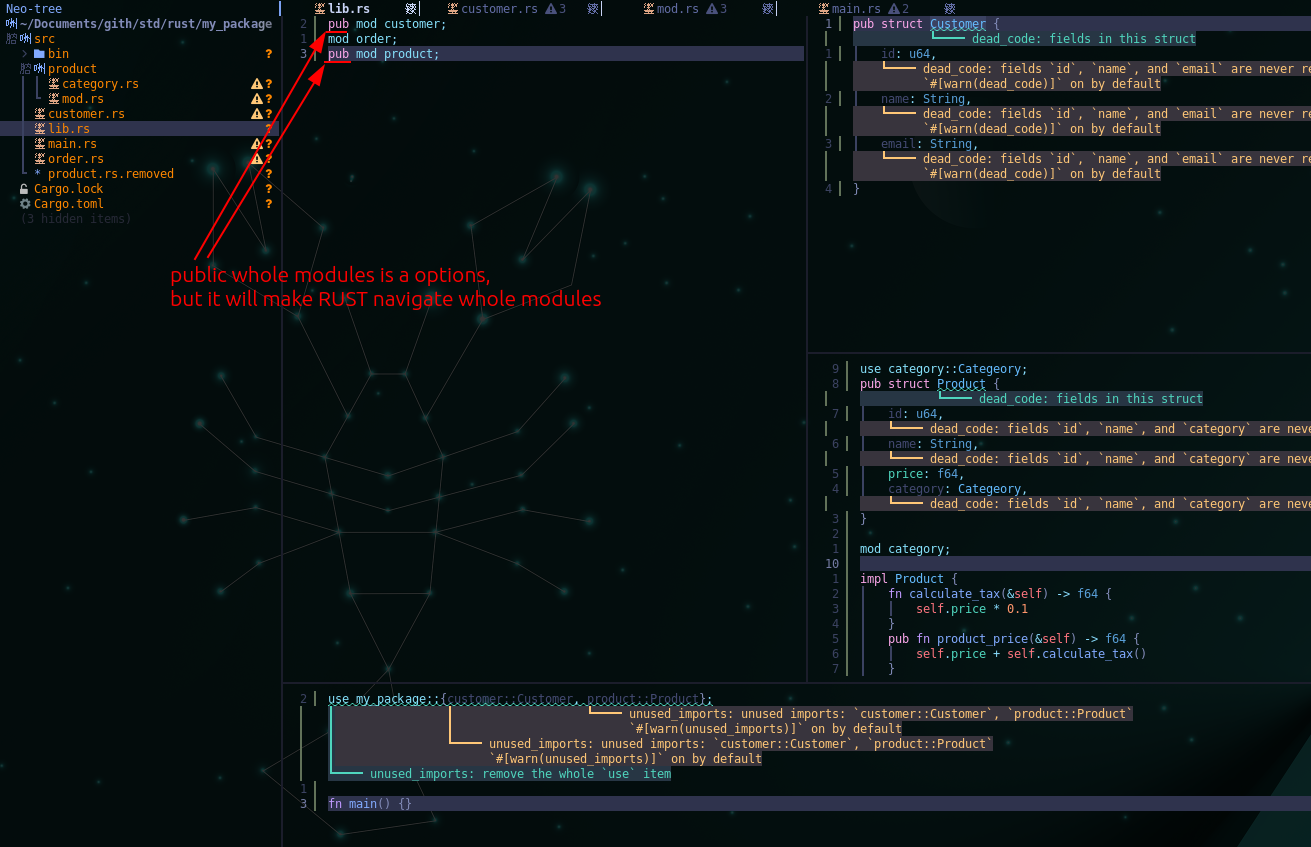 Neo-tree
~/Documents/gith/std/rust/my_package
src
bin ?
product
category.rs ?
mod.rs ?
customer.rs ?
lib.rs ?
main.rs ?
order.rs ?
* product.rs.removed ?
Cargo.lock ?
Cargo.toml ?
(3 hidden items)
lib.rs customer.rs 3 mod.rs 3 main.rs 2
2 pub mod customer;
1 mod order;
3 pub mod product;
public whole modules is a options,
but it will make RUST navigate whole modules
1 pub struct Customer {
dead_code: fields in this struct
1 id: u64,
dead_code: fields `id`, `name`, and `email` are never re
`#[warn(dead_code)]` on by default
2 name: String,
dead_code: fields `id`, `name`, and `email` are never re
`#[warn(dead_code)]` on by default
3 email: String,
dead_code: fields `id`, `name`, and `email` are never re
`#[warn(dead_code)]` on by default
4 }
9 use category::Categeory;
8 pub struct Product {
dead_code: fields in this struct
7 id: u64,
dead_code: fields `id`, `name`, and `category` are neve
6 name: String,
dead_code: fields `id`, `name`, and `category` are neve
5 price: f64,
4 category: Categeory,
dead_code: fields `id`, `name`, and `category` are neve
3 }
2
1 mod category;
10
1 impl Product {
2 fn calculate_tax(&self) -> f64 {
3 self.price * 0.1
4 }
5 pub fn product_price(&self) -> f64 {
6 self.price + self.calculate_tax()
7 }
2 use my_package::{customer::Customer, product::Product};
unused_imports: unused imports: `customer::Customer`, `product::Product`
`#[warn(unused_imports)]` on by default
unused_imports: unused imports: `customer::Customer`, `product::Product`
`#[warn(unused_imports)]` on by default
unused_imports: remove the whole `use` item
1
3 fn main() {}